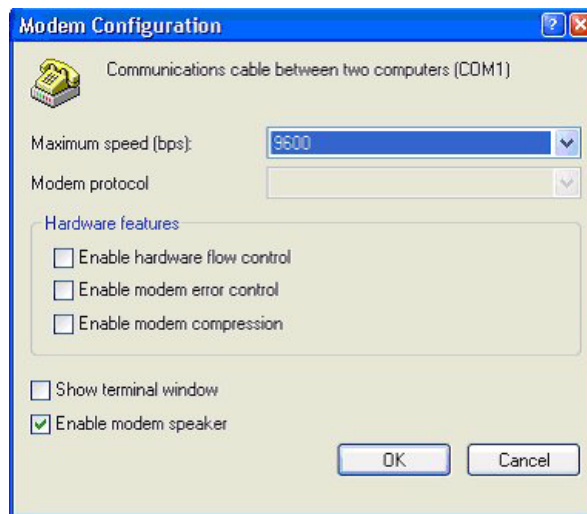 Modem Configuration
Communications cable between two computers (COM1)
Maximum speed (bps): 9600
Modem protocol
Hardware features
Enable hardware flow control
Enable modem error control
Enable modem compression
Show terminal window
Enable modem speaker
OK Cancel